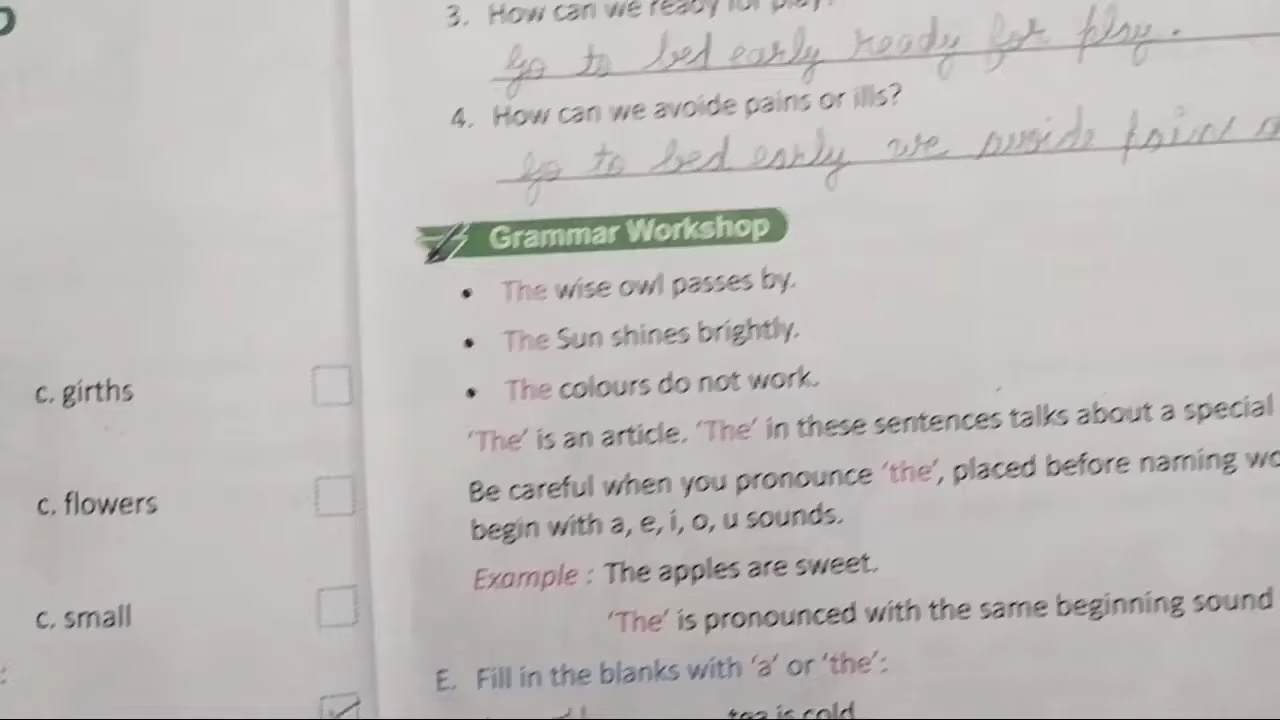 3. How can we ready for play?
Go to bed early ready for play.
4. How can we avoide pains or ills?
Go to bed early we avoide pains
Grammar Workshop
• The wise owl passes by.
• The Sun shines brightly.
• The colours do not work.
'The' is an article. 'The' in these sentences talks about a special
Be careful when you pronounce 'the', placed before naming
begin with a, e, i, o, u sounds.
Example : The apples are sweet.
'The' is pronounced with the same beginning sound
E. Fill in the blanks with 'a' or 'the':
tea is cold
c. girths
c. flowers
c. small